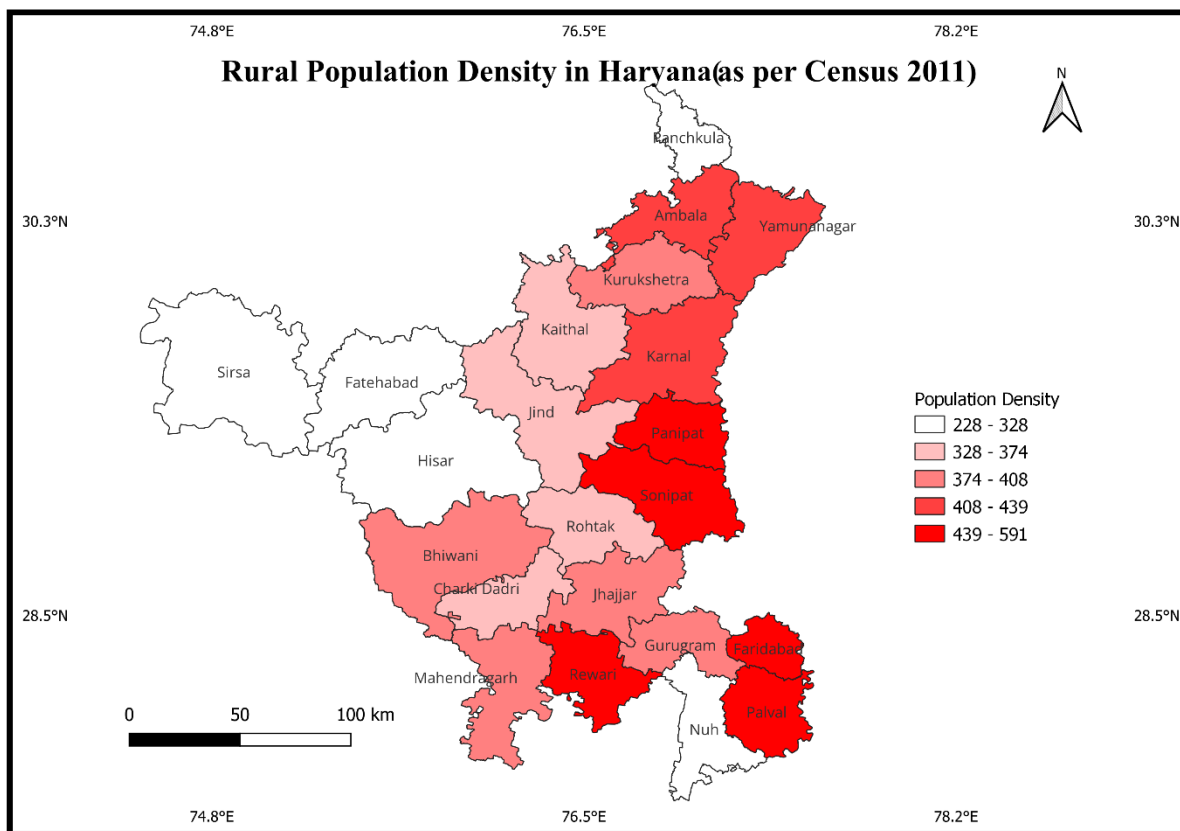 74.8°E 76.5°E 78.2°E
Rural Population Density in Haryana(as per Census 2011)
N
Panchkula
30.3°N 30.3°N
Ambala
Yamunanagar
Kurukshetra
Kaithal
Karnal
Sirsa
Fatehabad
Jind
Panipat
Hisar
Sonipat
Rohtak
Bhiwani
Charki Dadri
Jhajjar
28.5°N 28.5°N
Gurugram
Faridabad
Mahendragarh
Rewari
Palval
Nuh
Population Density
228 - 328
328 - 374
374 - 408
408 - 439
439 - 591
0 50 100 km
74.8°E 76.5°E 78.2°E